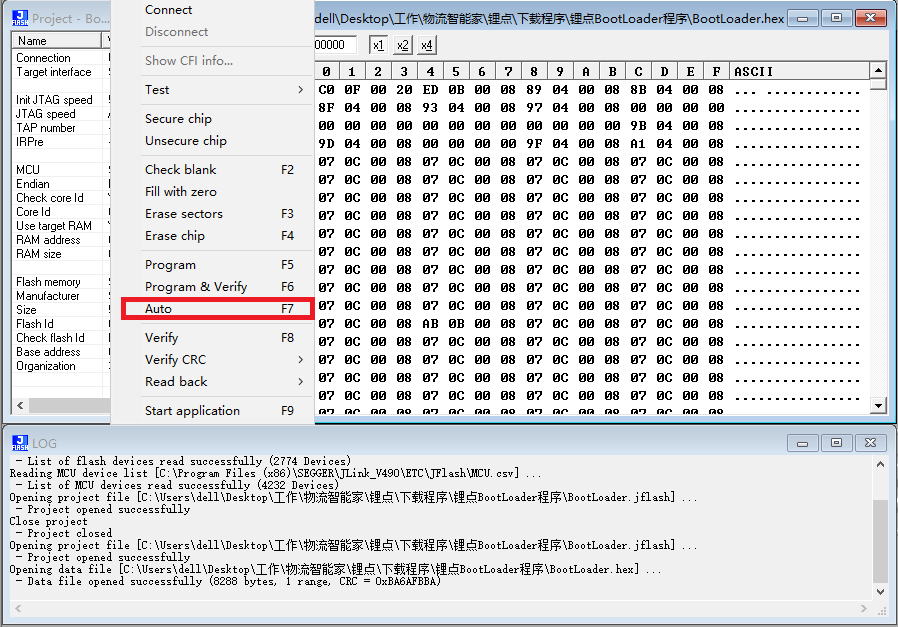 Project - Bo...
dell\Desktop\工作\物流智能家\锂点\下载程序\锂点BootLoader程序\BootLoader.hex
Name
Connection
Target interface
Init JTAG speed
JTAG speed
TAP number
IRPre
MCU
Endian
Check core Id
Core Id
Use target RAM
RAM address
RAM size
Flash memory
Manufacturer
Size
Flash Id
Check flash Id
Base address
Organization
Connect
Disconnect
Show CFI info...
Test
Secure chip
Unsecure chip
Check blank F2
Fill with zero
Erase sectors F3
Erase chip F4
Program F5
Program & Verify F6
Auto F7
Verify F8
Verify CRC
Read back
Start application F9
00000 x1 x2 x4
0 1 2 3 4 5 6 7 8 9 A B C D E F ASCII
C0 0F 00 20 ED 0B 00 08 89 04 00 08 8B 04 00 08 ... ............
8F 04 00 08 93 04 00 08 97 04 00 08 00 00 00 00 ................
00 00 00 00 00 00 00 00 00 00 00 00 9B 04 00 08 ................
9D 04 00 08 00 00 00 00 9F 04 00 08 A1 04 00 08 ................
07 0C 00 08 07 0C 00 08 07 0C 00 08 07 0C 00 08 ................
07 0C 00 08 07 0C 00 08 07 0C 00 08 07 0C 00 08 ................
07 0C 00 08 07 0C 00 08 07 0C 00 08 07 0C 00 08 ................
07 0C 00 08 07 0C 00 08 07 0C 00 08 07 0C 00 08 ................
07 0C 00 08 07 0C 00 08 07 0C 00 08 07 0C 00 08 ................
07 0C 00 08 07 0C 00 08 07 0C 00 08 07 0C 00 08 ................
07 0C 00 08 07 0C 00 08 07 0C 00 08 07 0C 00 08 ................
07 0C 00 08 07 0C 00 08 07 0C 00 08 07 0C 00 08 ................
07 0C 00 08 07 0C 00 08 07 0C 00 08 07 0C 00 08 ................
07 0C 00 08 AB 0B 00 08 07 0C 00 08 07 0C 00 08 ................
07 0C 00 08 07 0C 00 08 07 0C 00 08 07 0C 00 08 ................
07 0C 00 08 07 0C 00 08 07 0C 00 08 07 0C 00 08 ................
07 0C 00 08 07 0C 00 08 07 0C 00 08 07 0C 00 08 ................
07 0C 00 08 07 0C 00 08 07 0C 00 08 07 0C 00 08 ................
07 0C 00 08 07 0C 00 08 07 0C 00 08 07 0C 00 08
LOG
- List of flash devices read successfully (2774 Devices)
Reading MCU device list [C:\Program Files (x86)\SEGGER\JLink_V490\ETC\JFlash\MCU.csv] ...
- List of MCU devices read successfully (4232 Devices)
Opening project file [C:\Users\dell\Desktop\工作\物流智能家\锂点\下载程序\锂点BootLoader程序\BootLoader.jflash] ...
- Project opened successfully
Close project
- Project closed
Opening project file [C:\Users\dell\Desktop\工作\物流智能家\锂点\下载程序\锂点BootLoader程序\BootLoader.jflash] ...
- Project opened successfully
Opening data file [C:\Users\dell\Desktop\工作\物流智能家\锂点\下载程序\锂点BootLoader程序\BootLoader.hex] ...
- Data file opened successfully (8288 bytes, 1 range, CRC = 0xBA6AFBBA)